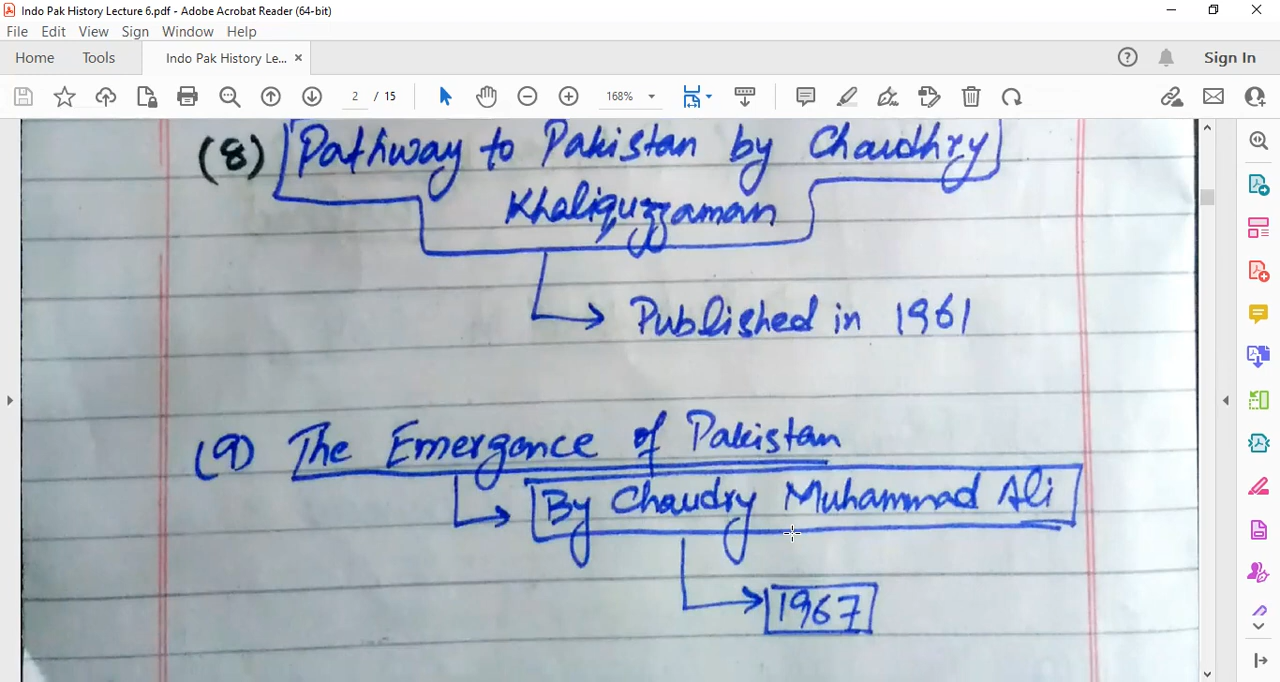 Indo Pak History Lecture 6.pdf - Adobe Acrobat Reader (64-bit)
File Edit View Sign Window Help
Home Tools Indo Pak History Le... × Sign In
2 / 15 168%
(8) Pathway to Pakistan by Chaudhry
Khaliquzzaman
Published in 1961
(9) The Emergance of Pakistan
By Chaudry Muhammad Ali
1967